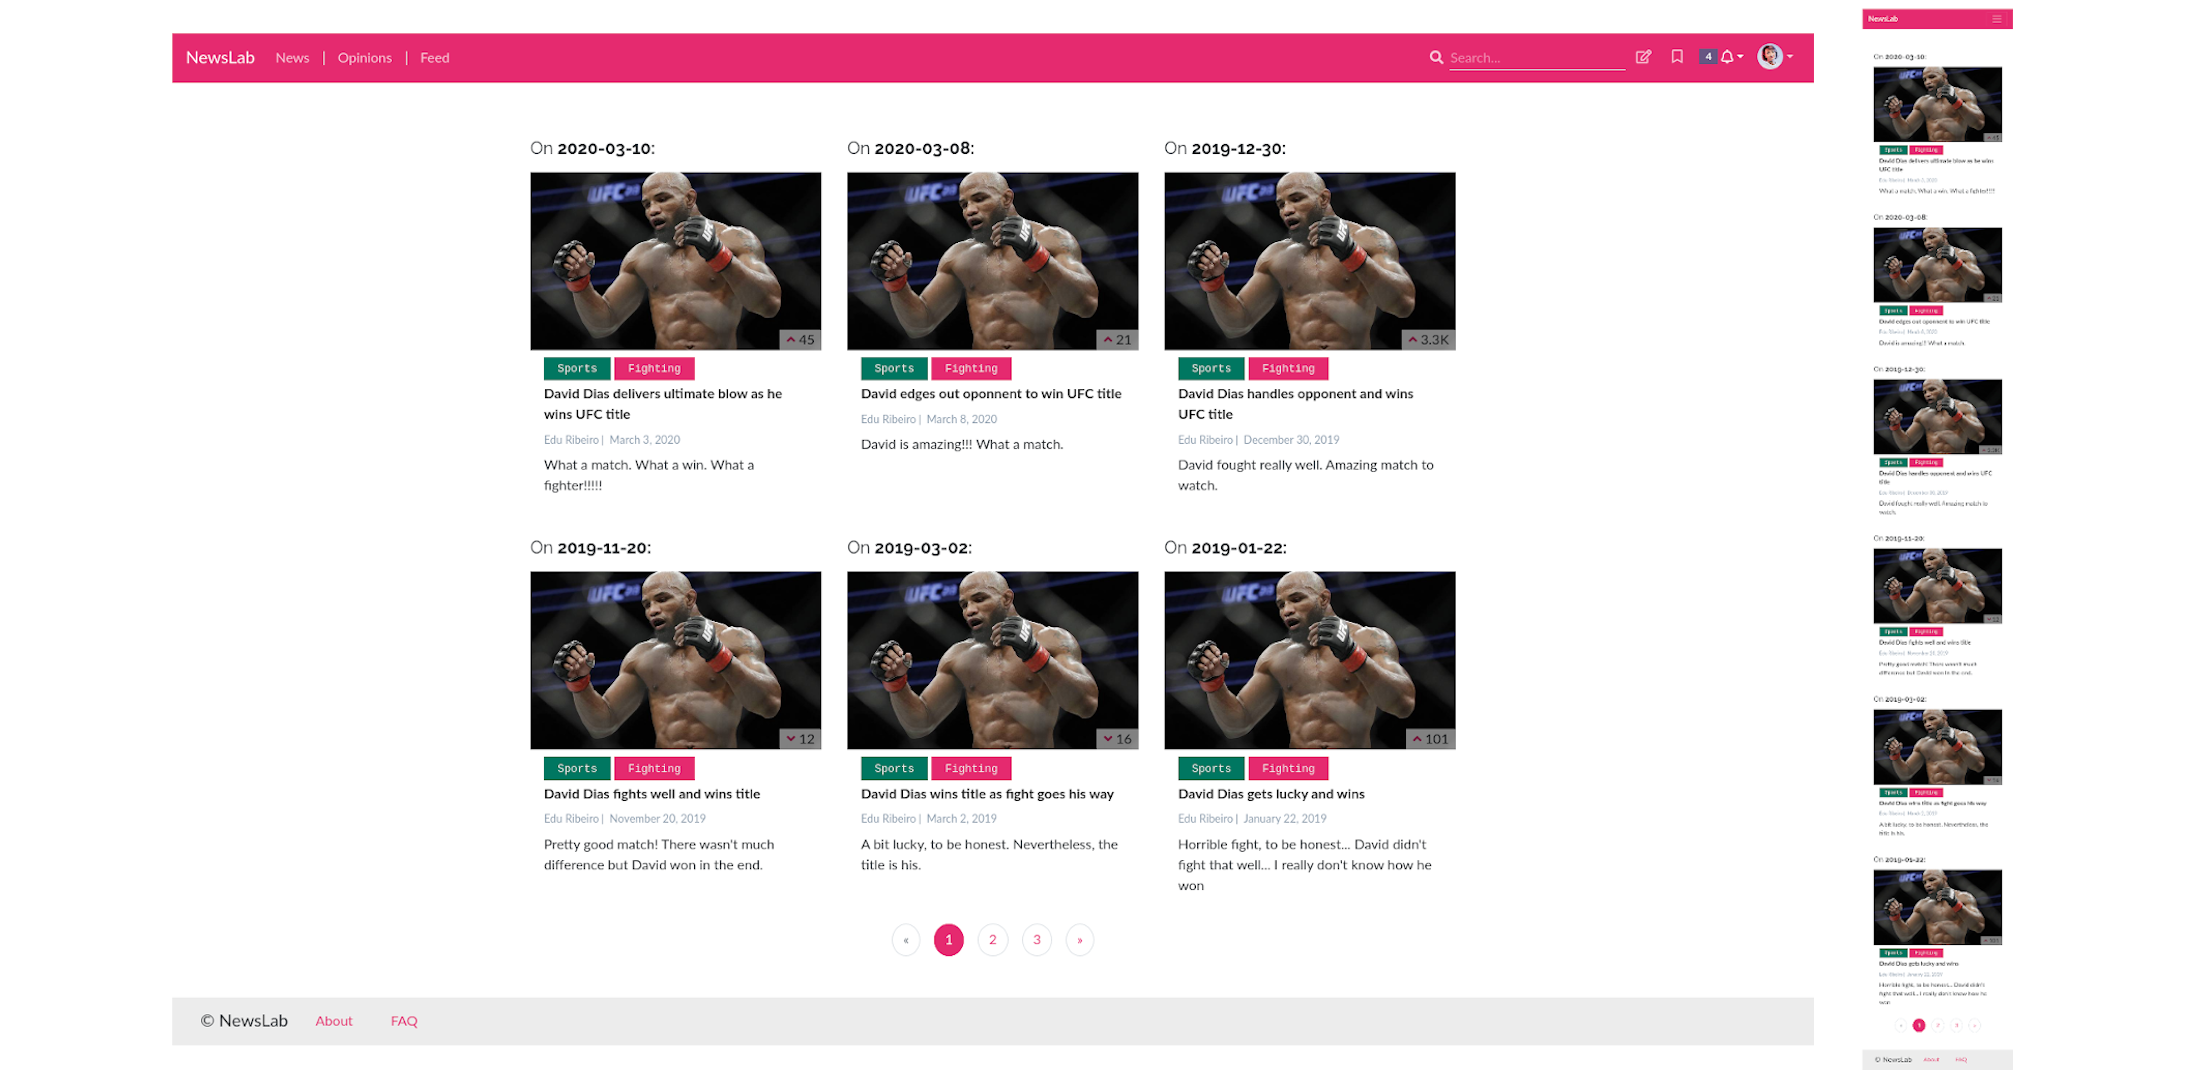 NewsLab News | Opinions | Feed Search... 4
On 2020-03-10:
UFC
45
Sports Fighting
David Dias delivers ultimate blow as he
wins UFC title
Edu Ribeiro | March 3, 2020
What a match. What a win. What a
fighter!!!!!
On 2020-03-08:
UFC
21
Sports Fighting
David edges out oponnent to win UFC title
Edu Ribeiro | March 8, 2020
David is amazing!!! What a match.
On 2019-12-30:
UFC
3.3K
Sports Fighting
David Dias handles opponent and wins
UFC title
Edu Ribeiro | December 30, 2019
David fought really well. Amazing match to
watch.
On 2019-11-20:
UFC
12
Sports Fighting
David Dias fights well and wins title
Edu Ribeiro | November 20, 2019
Pretty good match! There wasn't much
difference but David won in the end.
On 2019-03-02:
UFC
16
Sports Fighting
David Dias wins title as fight goes his way
Edu Ribeiro | March 2, 2019
A bit lucky, to be honest. Nevertheless, the
title is his.
On 2019-01-22:
UFC
101
Sports Fighting
David Dias gets lucky and wins
Edu Ribeiro | January 22, 2019
Horrible fight, to be honest... David didn't
fight that well... I really don't know how he
won
« 1 2 3 »
© NewsLab About FAQ
NewsLab
On 2020-03-10:
45
Sports Fighting
David Dias delivers ultimate blow as he wins
UFC title
Edu Ribeiro | March 3, 2020
What a match. What a win. What a fighter!!!!!
On 2020-03-08:
21
Sports Fighting
David edges out oponnent to win UFC title
Edu Ribeiro | March 8, 2020
David is amazing!!! What a match.
On 2019-12-30:
3.3K
Sports Fighting
David Dias handles opponent and wins UFC
title
Edu Ribeiro | December 30, 2019
David fought really well. Amazing match to
watch.
On 2019-11-20:
12
Sports Fighting
David Dias fights well and wins title
Edu Ribeiro | November 20, 2019
Pretty good match! There wasn't much
difference but David won in the end.
On 2019-03-02:
16
Sports Fighting
David Dias wins title as fight goes his way
Edu Ribeiro | March 2, 2019
A bit lucky, to be honest. Nevertheless, the
title is his.
On 2019-01-22:
101
Sports Fighting
David Dias gets lucky and wins
Edu Ribeiro | January 22, 2019
Horrible fight, to be honest... David didn't
fight that well... I really don't know how he
won
« 1 2 3 »
© NewsLab About FAQ